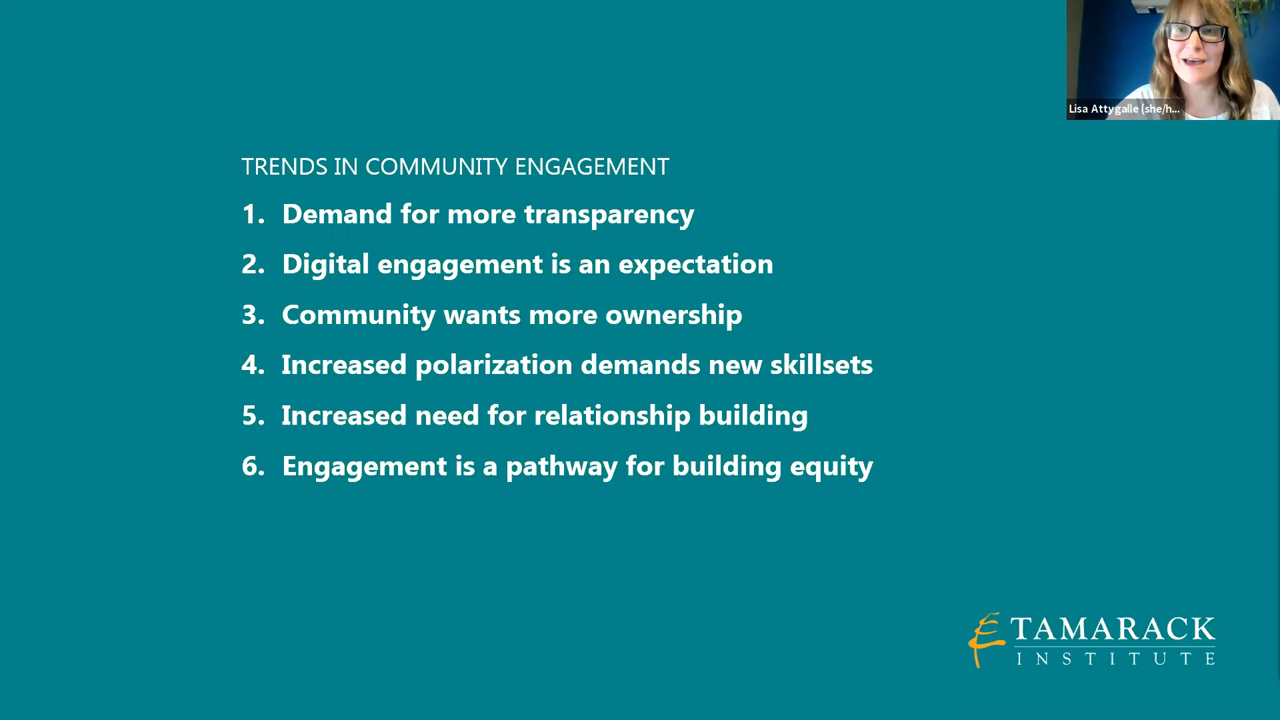 Lisa Attygalle (she/h...
TRENDS IN COMMUNITY ENGAGEMENT
1. Demand for more transparency
2. Digital engagement is an expectation
3. Community wants more ownership
4. Increased polarization demands new skillsets
5. Increased need for relationship building
6. Engagement is a pathway for building equity
TAMARACK
INSTITUTE